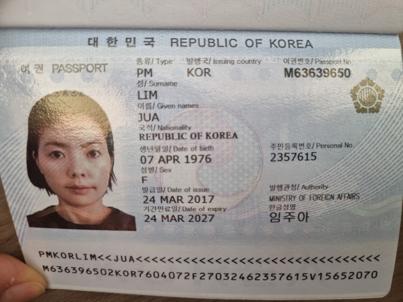 대한민국 REPUBLIC OF KOREA
여권 PASSPORT
종류/ Type 발행국/ Issuing country 여권번호/ Passport No.
PM KOR M63639650
성/ Surname
LIM
이름/ Given names
JUA
국적/ Nationality
REPUBLIC OF KOREA
생년월일/ Date of birth 주민등록번호/ Personal No.
07 APR 1976 2357615
성별/ Sex
F
발급일/ Date of issue 발행관청/ Authority
24 MAR 2017 MINISTRY OF FOREIGN AFFAIRS
기간만료일/ Date of expiry 한글성명
24 MAR 2027 임주아
PMKORLIM<<JUA<<<<<<<<<<<<<<<<<<<<<<<<<<<<<<<
M636396502KOR7604072F27032462357615V15652070